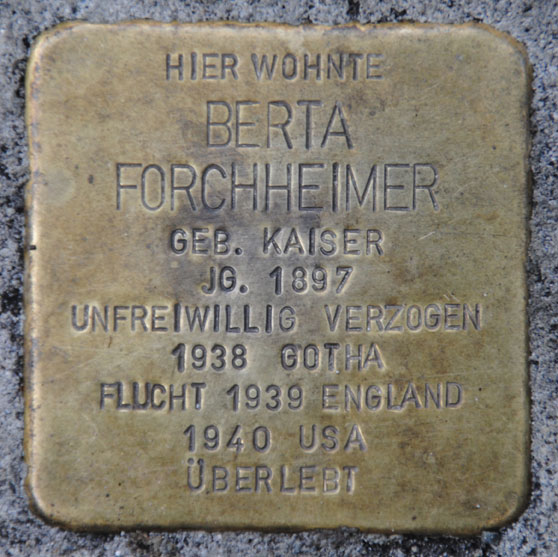 HIER WOHNTE
BERTA
FORCHHEIMER
GEB. KAISER
JG. 1897
UNFREIWILLIG VERZOGEN
1938 GOTHA
FLUCHT 1939 ENGLAND
1940 USA
ÜBERLEBT